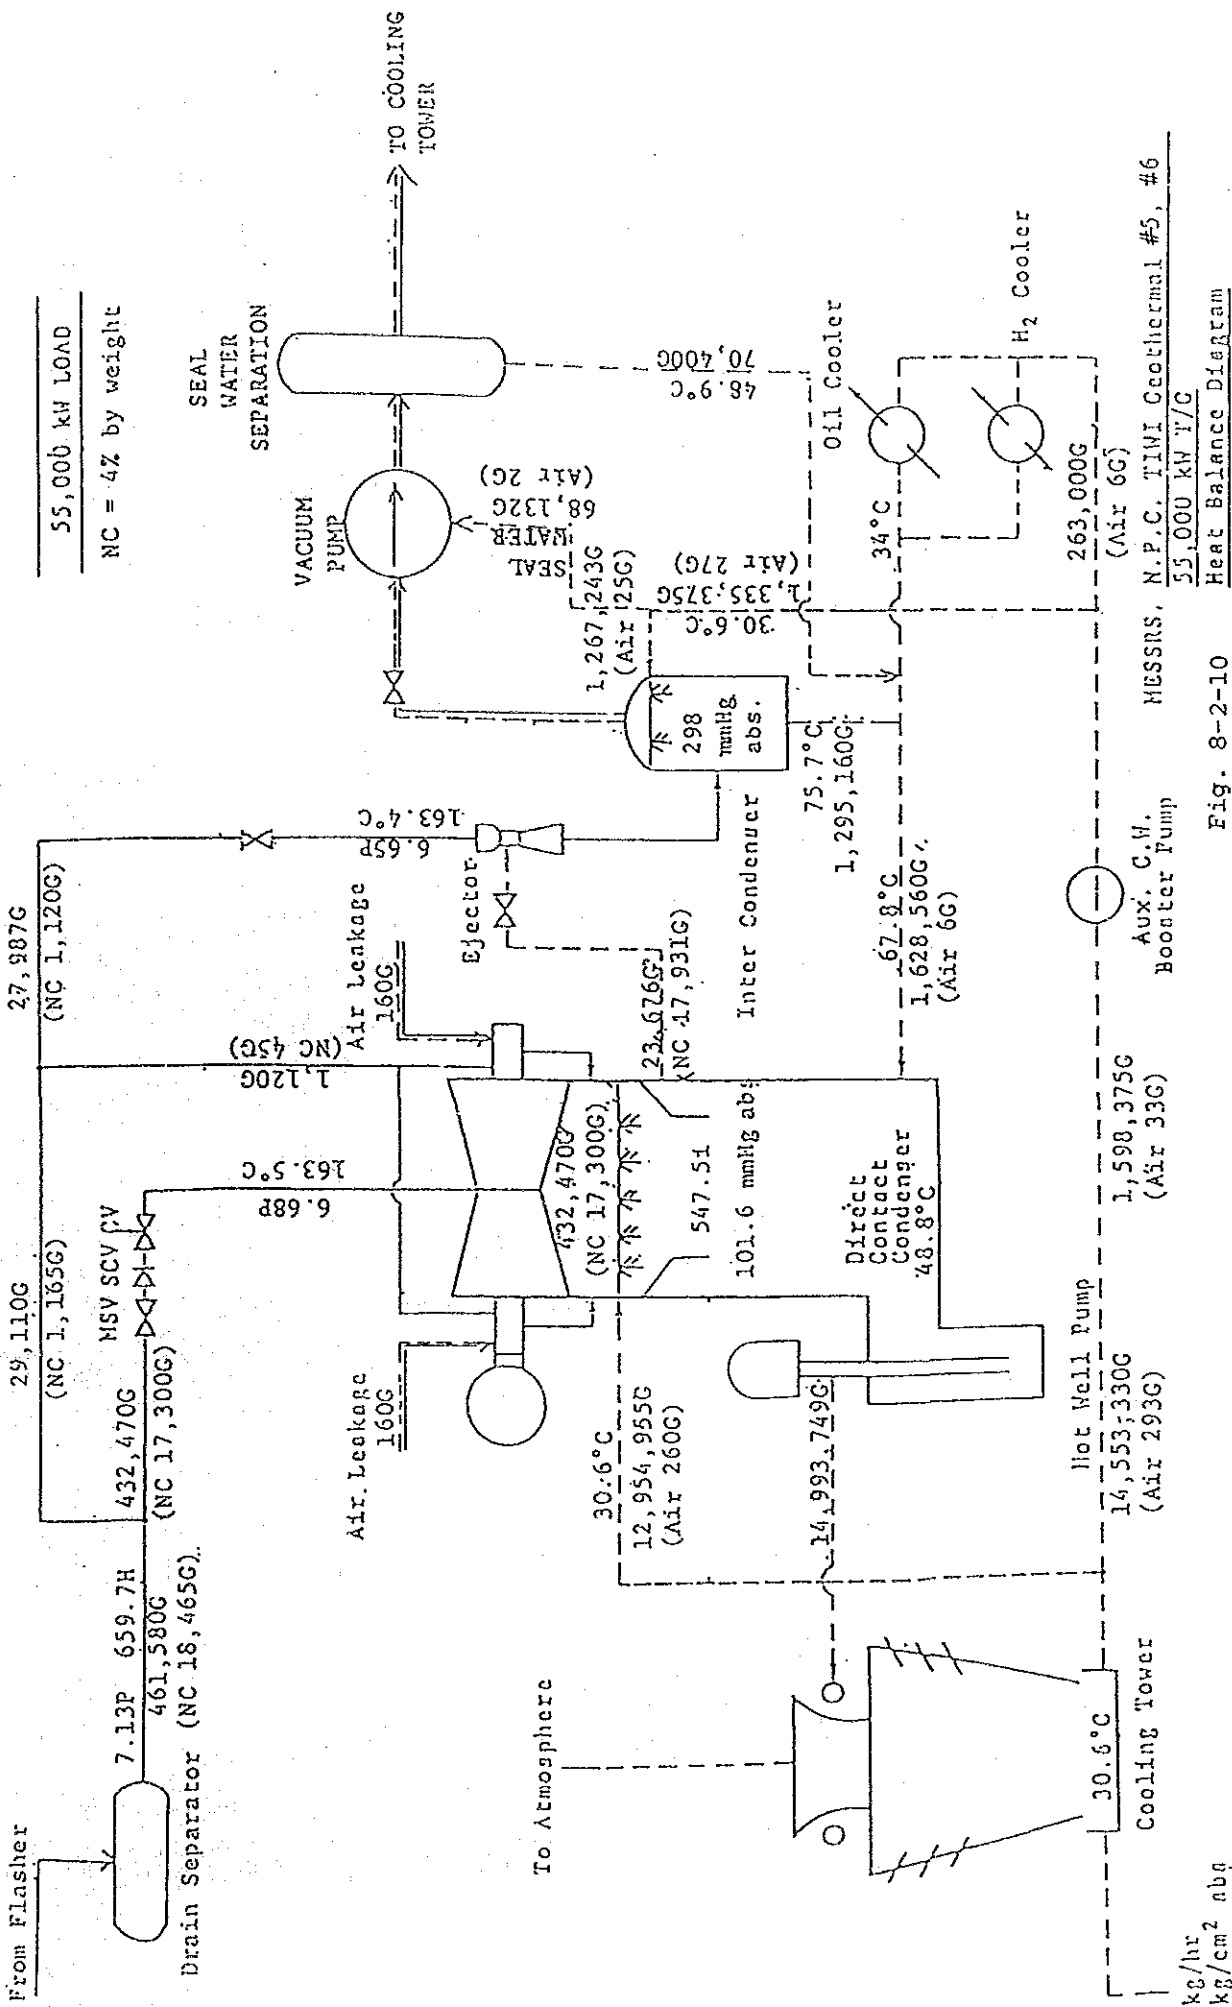 From Flasher
Drain Separator
7.13P 659.7H
461,580G
(NC 18,465G)
29,110G
(NC 1,165G)
MSV SCV CV
432,470G
(NC 17,300G)
27,987G
(NC 1,120G)
6.68P
163.5°C
1,120G
(NC 45G)
Air Leakage
160G
Air Leakage
160G
6.65P
163.4°C
Ejector
432,470G
(NC 17,300G)
547.5i
101.6 mmHg abs
23,676G
(NC 17,931G)
Direct
Contact
Condenser
48.8°C
30.6°C
12,954,955G
(Air 260G)
14,993,749G
Hot Well Pump
14,553,330G
(Air 293G)
To Atmosphere
30.6°C
Cooling Tower
kg/hr
kg/cm2 abs
55,000 kW LOAD
NC = 4% by weight
VACUUM
PUMP
SEAL
WATER
SEPARATION
TO COOLING
TOWER
SEAL
WATER
68,132G
(Air 2G)
48.9°C
70,400G
1,267,243G
(Air 25G)
30.6°C
1,335,375G
(Air 27G)
298
mmHg
abs.
Inter Condenser
75.7°C
1,295,160G
67.8°C
1,628,560G
(Air 6G)
34°C
Oil Cooler
H2 Cooler
263,000G
(Air 6G)
Aux. C.W.
Booster Pump
1,598,375G
(Air 33G)
MESSRS. N.P.C. TIWI Geothermal #5, #6
55,000 kW T/G
Heat Balance Diagram
Fig. 8-2-10